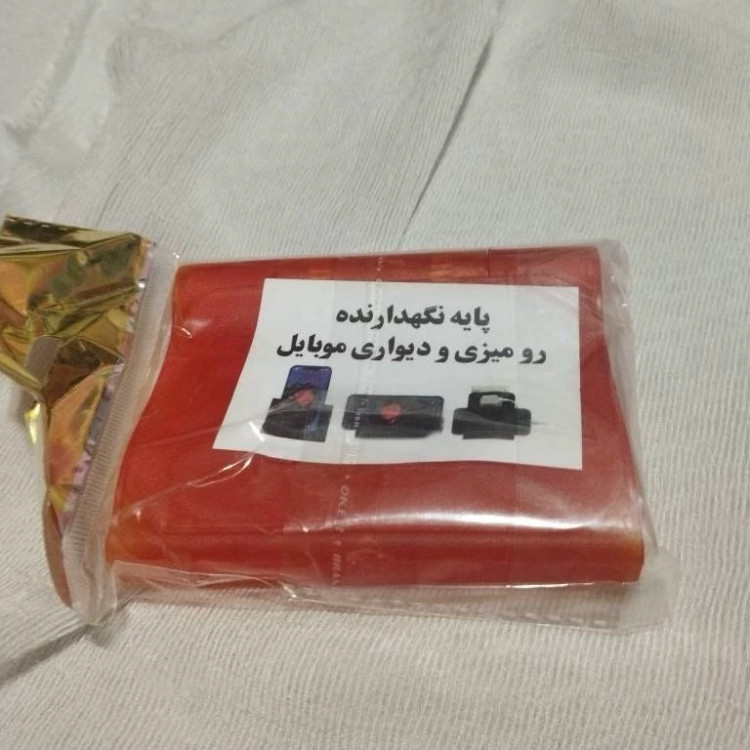 پایه نگهدارنده
رو میزی و دیواری موبایل